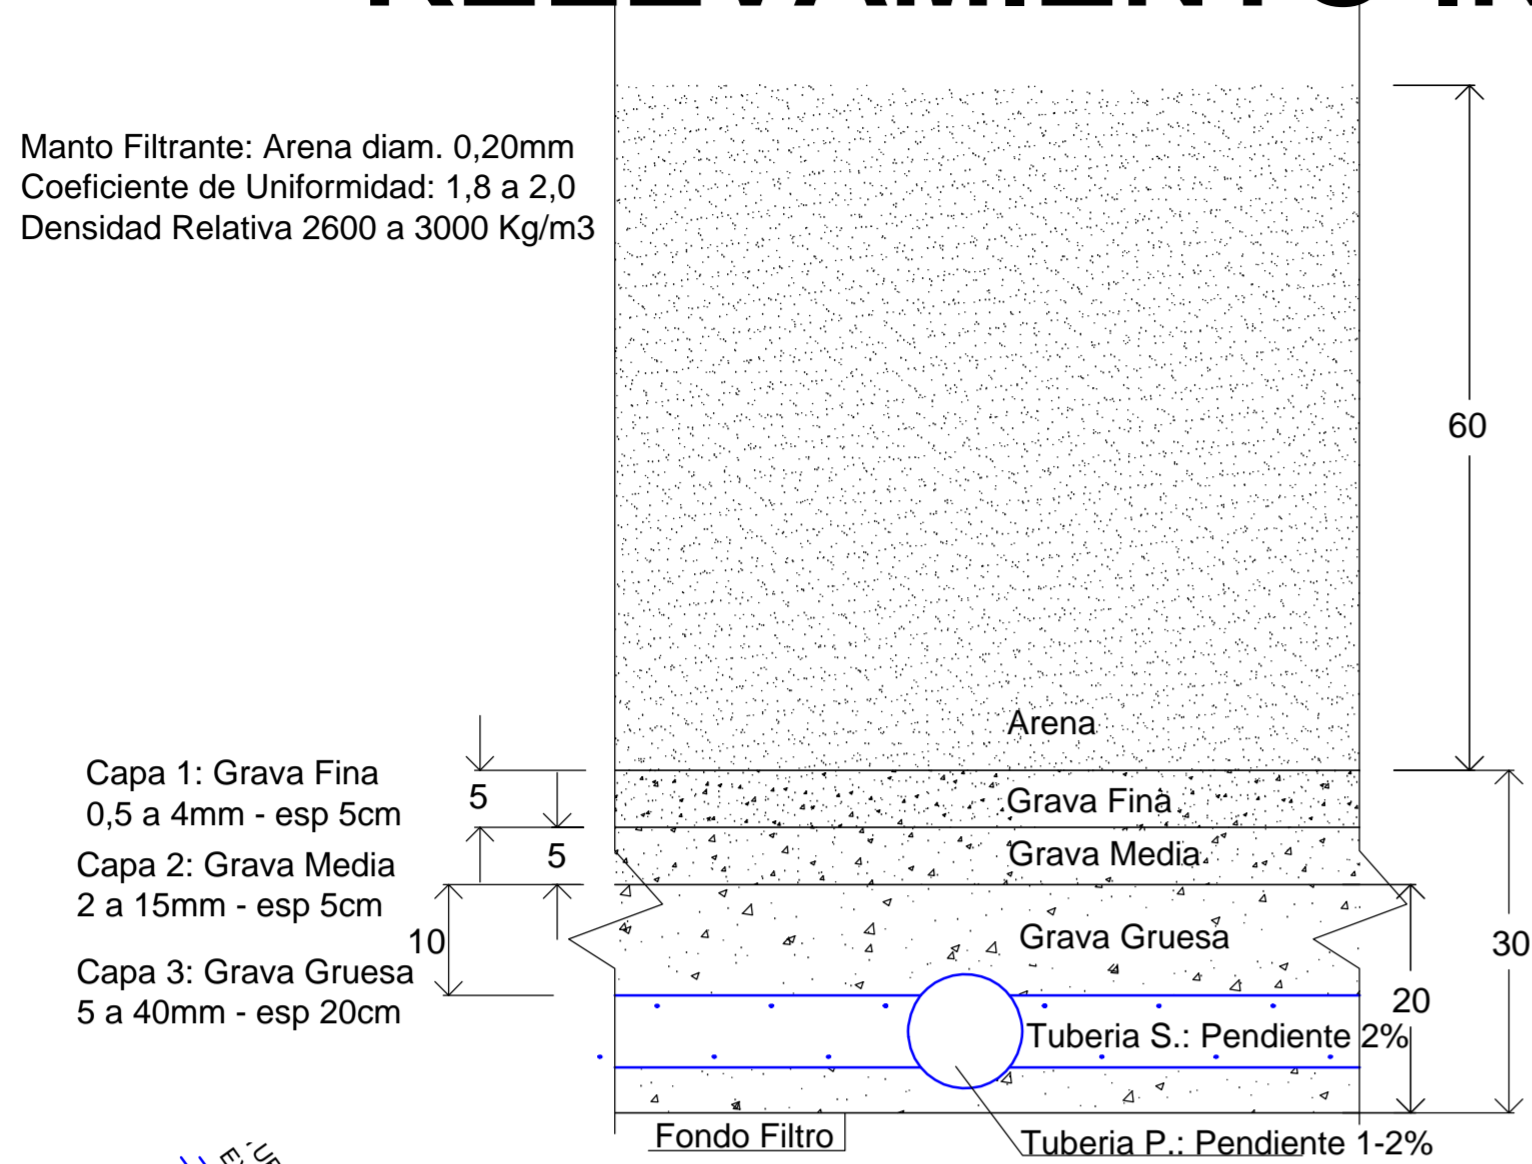 Manto Filtrante: Arena diam. 0,20mm
Coeficiente de Uniformidad: 1,8 a 2,0
Densidad Relativa 2600 a 3000 Kg/m3
60
Arena
Capa 1: Grava Fina
0,5 a 4mm - esp 5cm
5
Grava Fina
5
Grava Media
Capa 2: Grava Media
2 a 15mm - esp 5cm
10
Grava Gruesa
30
Capa 3: Grava Gruesa
5 a 40mm - esp 20cm
20
Tuberia S.: Pendiente 2%
Fondo Filtro
Tuberia P.: Pendiente 1-2%